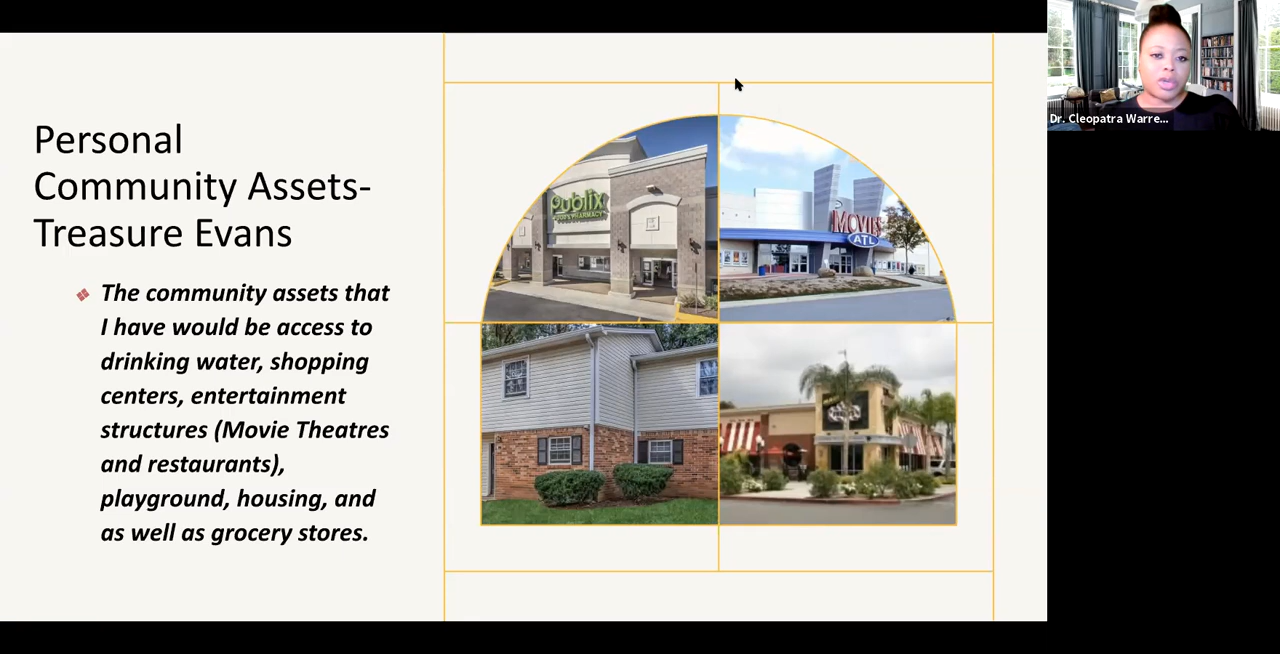 Personal
Community Assets-
Treasure Evans
The community assets that
I have would be access to
drinking water, shopping
centers, entertainment
structures (Movie Theatres
and restaurants),
playground, housing, and
as well as grocery stores.
Publix
MOVIES
ATL
Dr. Cleopatra Warre...